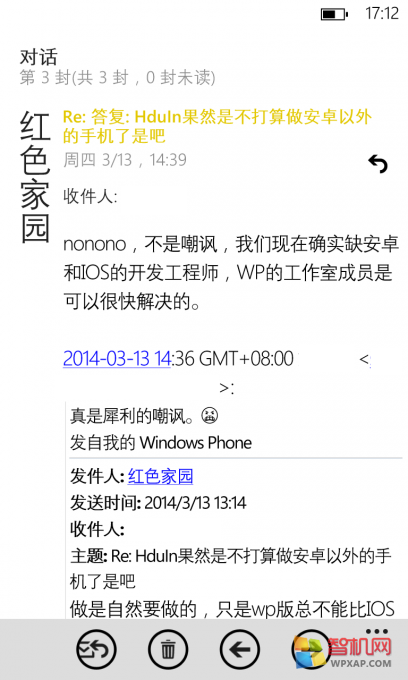 17:12
对话
第 3 封(共 3 封，0 封未读)
红色家园
Re: 答复: HduIn果然是不打算做安卓以外
的手机了是吧
周四 3/13，14:39
收件人:
nonono，不是嘲讽，我们现在确实缺安卓
和IOS的开发工程师，WP的工作室成员是
可以很快解决的。
2014-03-13 14:36 GMT+08:00 <
>:
真是犀利的嘲讽。😬
发自我的 Windows Phone
发件人: 红色家园
发送时间: 2014/3/13 13:14
收件人:
主题: Re: HduIn果然是不打算做安卓以外的手
机了是吧
做是自然要做的，只是wp版总不能比IOS
智机网
WPXAP.COM